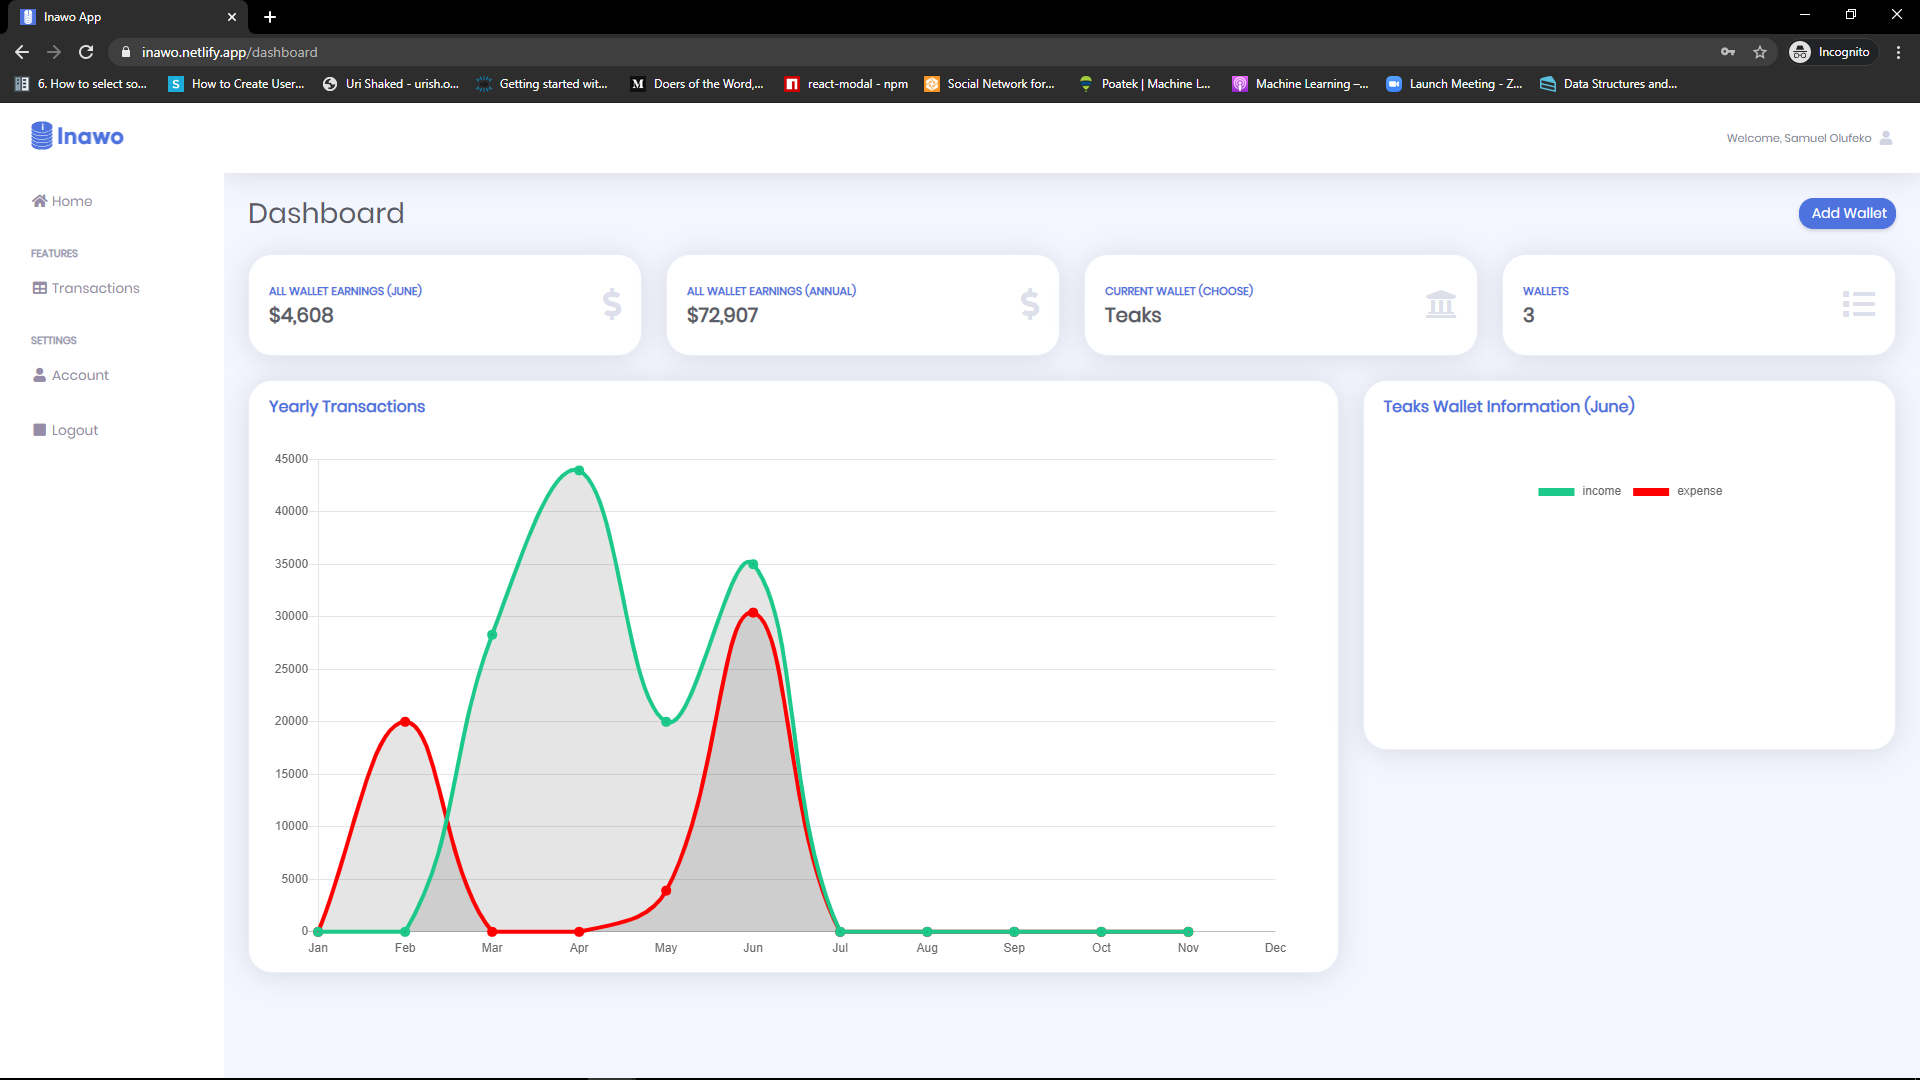 Inawo App
inawo.netlify.app/dashboard
Incognito
6. How to select so...
How to Create User...
Uri Shaked - urish.o...
Getting started wit...
Doers of the Word,...
react-modal - npm
Social Network for...
Poatek | Machine L...
Machine Learning –...
Launch Meeting - Z...
Data Structures and...
Inawo
Welcome, Samuel Olufeko
Home
FEATURES
Transactions
SETTINGS
Account
Logout
Dashboard
Add Wallet
ALL WALLET EARNINGS (JUNE)
$4,608
ALL WALLET EARNINGS (ANNUAL)
$72,907
CURRENT WALLET (CHOOSE)
Teaks
WALLETS
3
Yearly Transactions
45000
40000
35000
30000
25000
20000
15000
10000
5000
0
Jan Feb Mar Apr May Jun Jul Aug Sep Oct Nov Dec
Teaks Wallet Information (June)
income expense